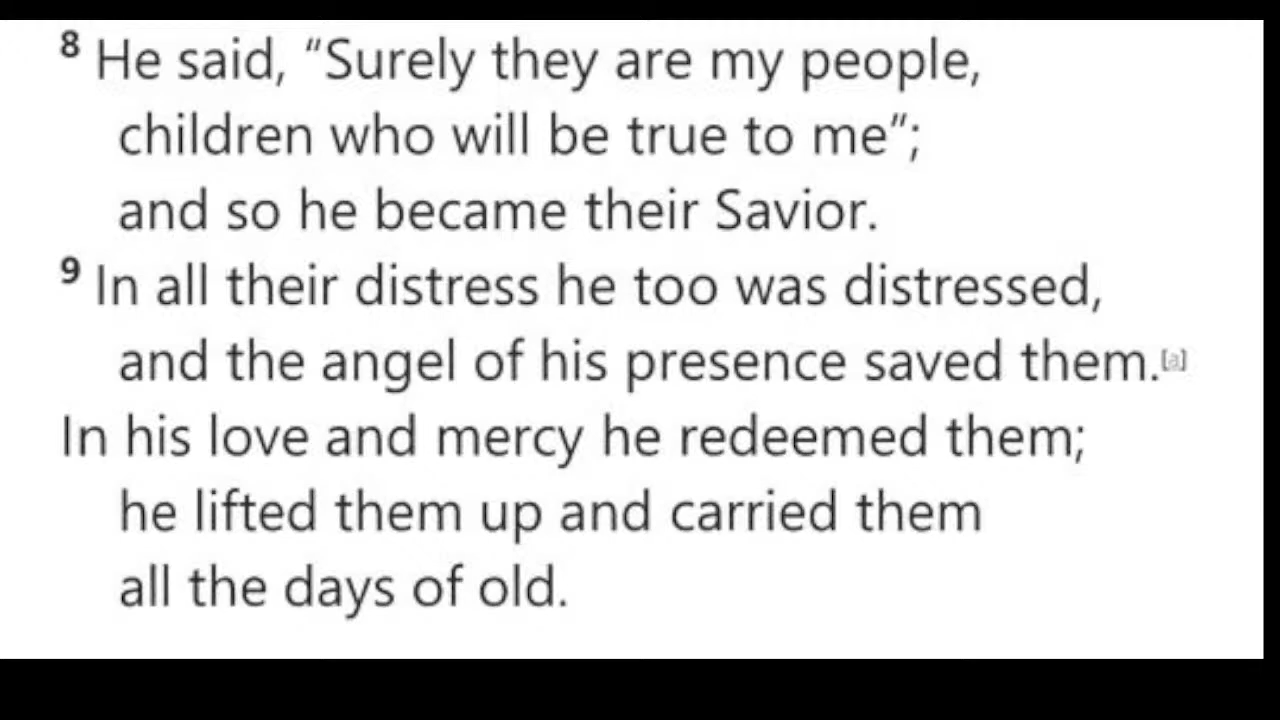 8 He said, “Surely they are my people,
children who will be true to me”;
and so he became their Savior.
9 In all their distress he too was distressed,
and the angel of his presence saved them.[a]
In his love and mercy he redeemed them;
he lifted them up and carried them
all the days of old.